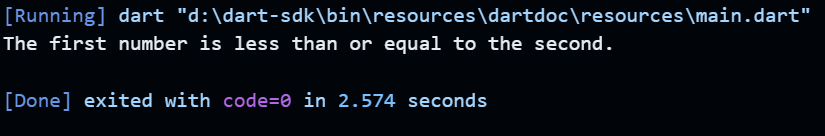 [Running] dart "d:\dart-sdk\bin\resources\dartdoc\resources\main.dart"
The first number is less than or equal to the second.
[Done] exited with code=0 in 2.574 seconds